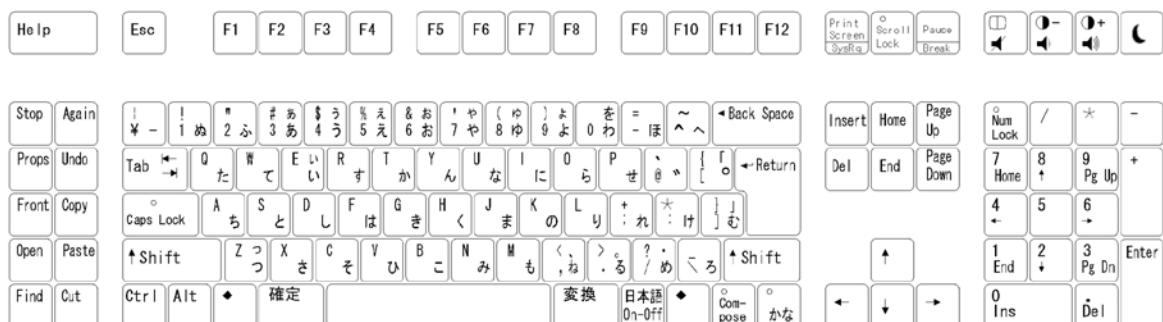 Help Esc F1 F2 F3 F4 F5 F6 F7 F8 F9 F10 F11 F12 Print Screen SysRq Scroll Lock Pause Break
Stop Again ¥ | - ! 1 ぬ " 2 ふ # ぁ 3 あ $ ぅ 4 う % ぇ 5 え & ぉ 6 お ' ゃ 7 や ( ゅ 8 ゆ ) ょ 9 よ を 0 わ = - ほ ~ ^ へ Back Space Insert Home Page Up Num Lock / * -
Props Undo Tab Q た W て E ぃ い R す T か Y ん U な I に O ら P せ ` @ ゛ { 「 [ ゜ Return Del End Page Down 7 Home 8 ↑ 9 Pg Up +
Front Copy Caps Lock A ち S と D し F は G き H く J ま K の L り + ; れ * : け } 」 ] む 4 ← 5 6 →
Open Paste ↑Shift Z っ つ X さ C そ V ひ B こ N み M も < 、 , ね > 。 . る ? ・ / め \ ろ ↑Shift ↑ 1 End 2 ↓ 3 Pg Dn Enter
Find Cut Ctrl Alt ◆ 確定 変換 日本語 On-Off ◆ Com-pose かな ← ↓ → 0 Ins . Del